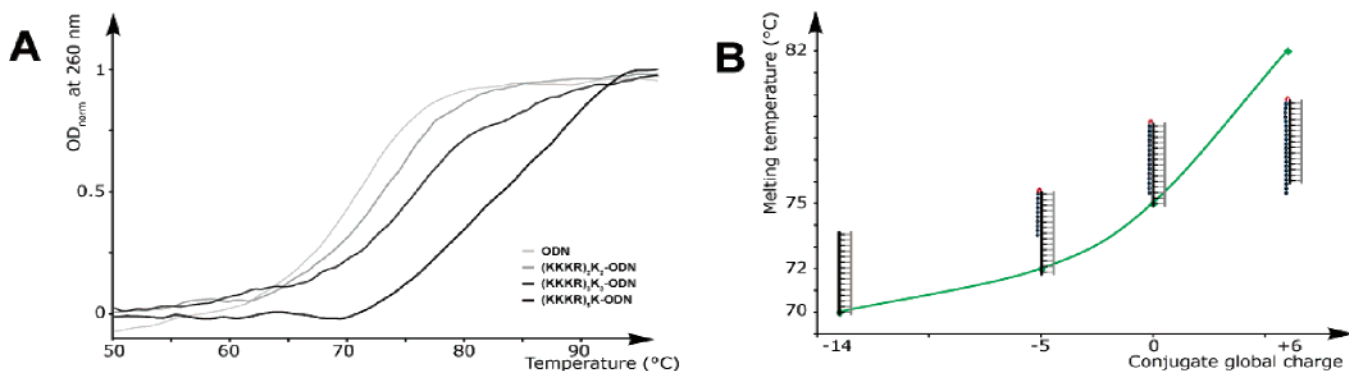 A
OD_norm at 260 nm
1
0.5
0
50
60
70
80
90
Temperature (°C)
ODN
(KKKR)₂K₂-ODN
(KKKR)₃K₃-ODN
(KKKR)₅K-ODN
B
Melting temperature (°C)
82
75
72
70
-14
-5
0
+6
Conjugate global charge